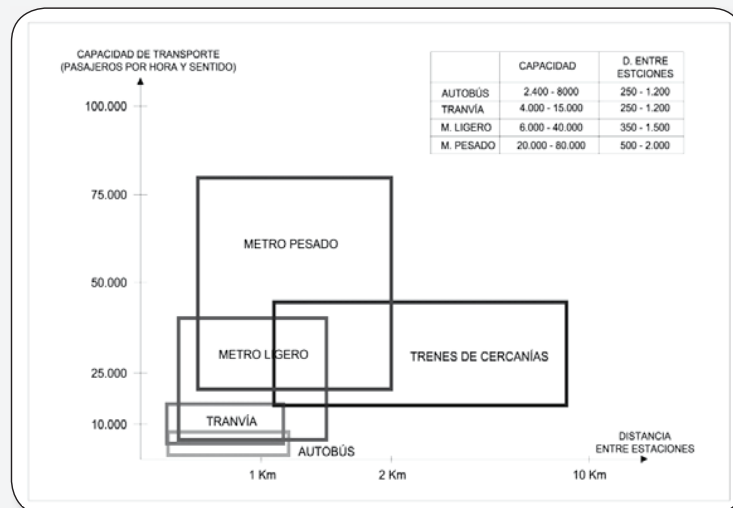 CAPACIDAD DE TRANSPORTE
(PASAJEROS POR HORA Y SENTIDO)
CAPACIDAD
D. ENTRE
ESTCIONES
AUTOBÚS 2.400 - 8000 250 - 1.200
TRANVÍA 4.000 - 15.000 250 - 1.200
M. LIGERO 6.000 - 40.000 350 - 1.500
M. PESADO 20.000 - 80.000 500 - 2.000
100.000
75.000
50.000
25.000
10.000
METRO PESADO
METRO LIGERO
TRENES DE CERCANÍAS
TRANVÍA
AUTOBÚS
DISTANCIA
ENTRE ESTACIONES
1 Km
2 Km
10 Km